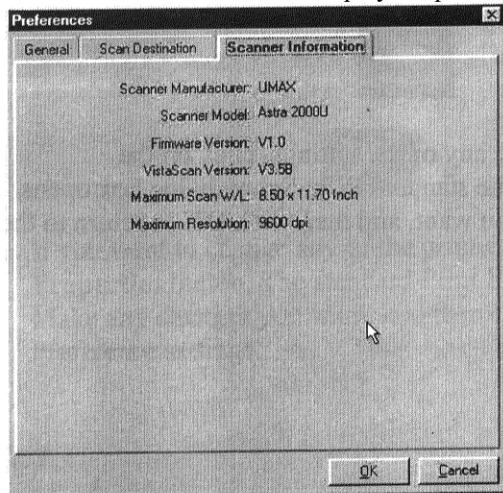 Preferences
General Scan Destination Scanner Information
Scanner Manufacturer: UMAX
Scanner Model: Astra 2000U
Firmware Version: V1.0
VistaScan Version: V3.58
Maximum Scan W/L: 8.50 x 11.70 Inch
Maximum Resolution: 9600 dpi
OK Cancel